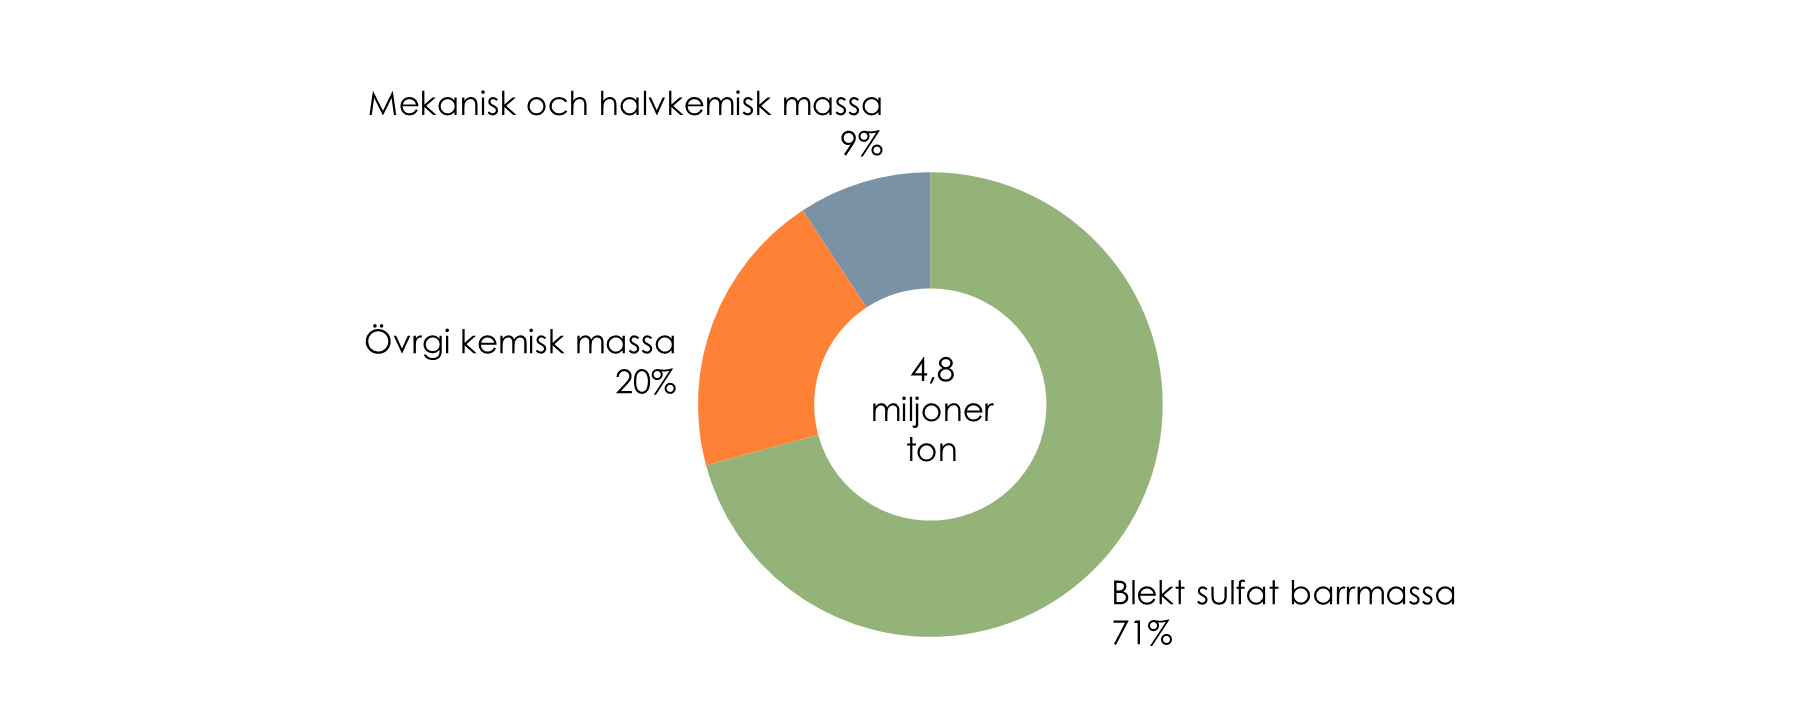 Mekanisk och halvkemisk massa
9%
Övrgi kemisk massa
20%
4,8
miljoner
ton
Blekt sulfat barrmassa
71%